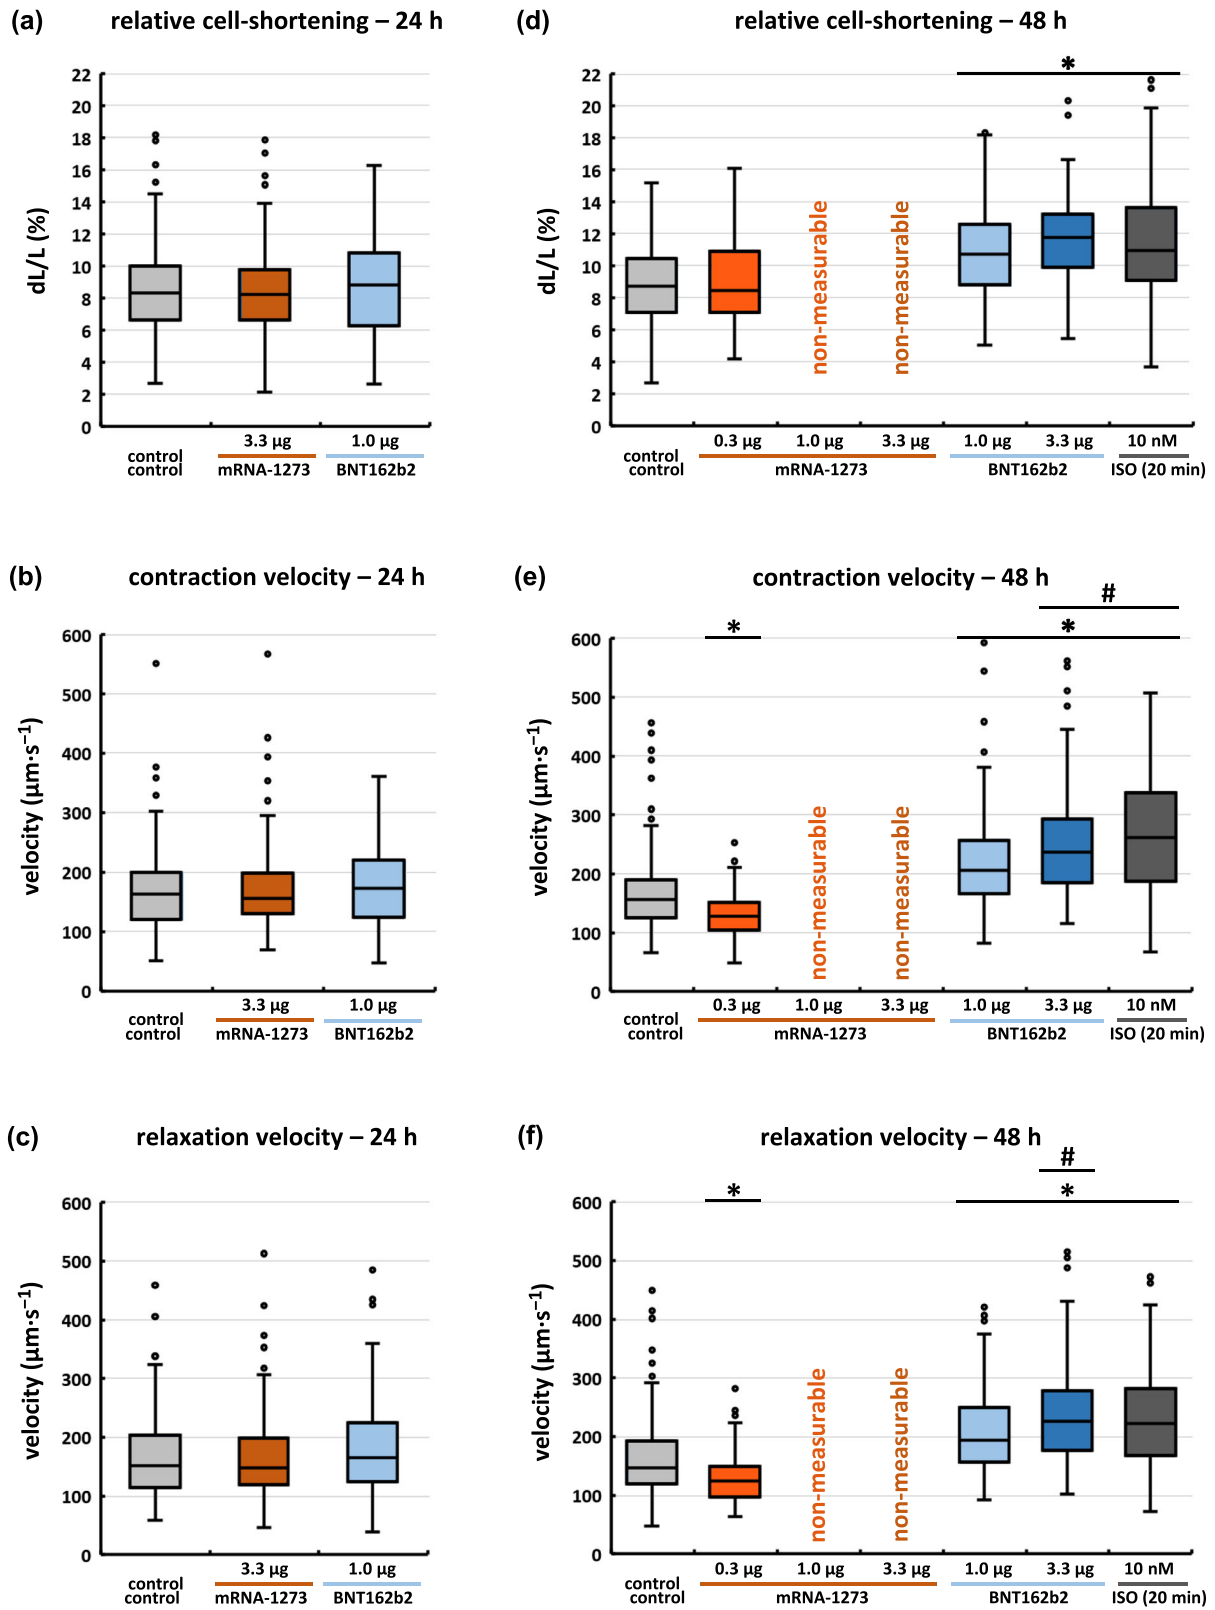 (a) relative cell-shortening – 24 h
dL/L (%)
22
20
18
16
14
12
10
8
6
4
2
0
3.3 µg 1.0 µg
control
control mRNA-1273 BNT162b2
(d) relative cell-shortening – 48 h
*
dL/L (%)
22
20
18
16
14
12
10
8
6
4
2
0
non-measurable
non-measurable
0.3 µg 1.0 µg 3.3 µg 1.0 µg 3.3 µg 10 nM
control
control mRNA-1273 BNT162b2 ISO (20 min)
(b) contraction velocity – 24 h
velocity (µm·s⁻¹)
600
500
400
300
200
100
0
3.3 µg 1.0 µg
control
control mRNA-1273 BNT162b2
(e) contraction velocity – 48 h
#
* *
velocity (µm·s⁻¹)
600
500
400
300
200
100
0
non-measurable
non-measurable
0.3 µg 1.0 µg 3.3 µg 1.0 µg 3.3 µg 10 nM
control
control mRNA-1273 BNT162b2 ISO (20 min)
(c) relaxation velocity – 24 h
velocity (µm·s⁻¹)
600
500
400
300
200
100
0
3.3 µg 1.0 µg
control
control mRNA-1273 BNT162b2
(f) relaxation velocity – 48 h
#
* *
velocity (µm·s⁻¹)
600
500
400
300
200
100
0
non-measurable
non-measurable
0.3 µg 1.0 µg 3.3 µg 1.0 µg 3.3 µg 10 nM
control
control mRNA-1273 BNT162b2 ISO (20 min)